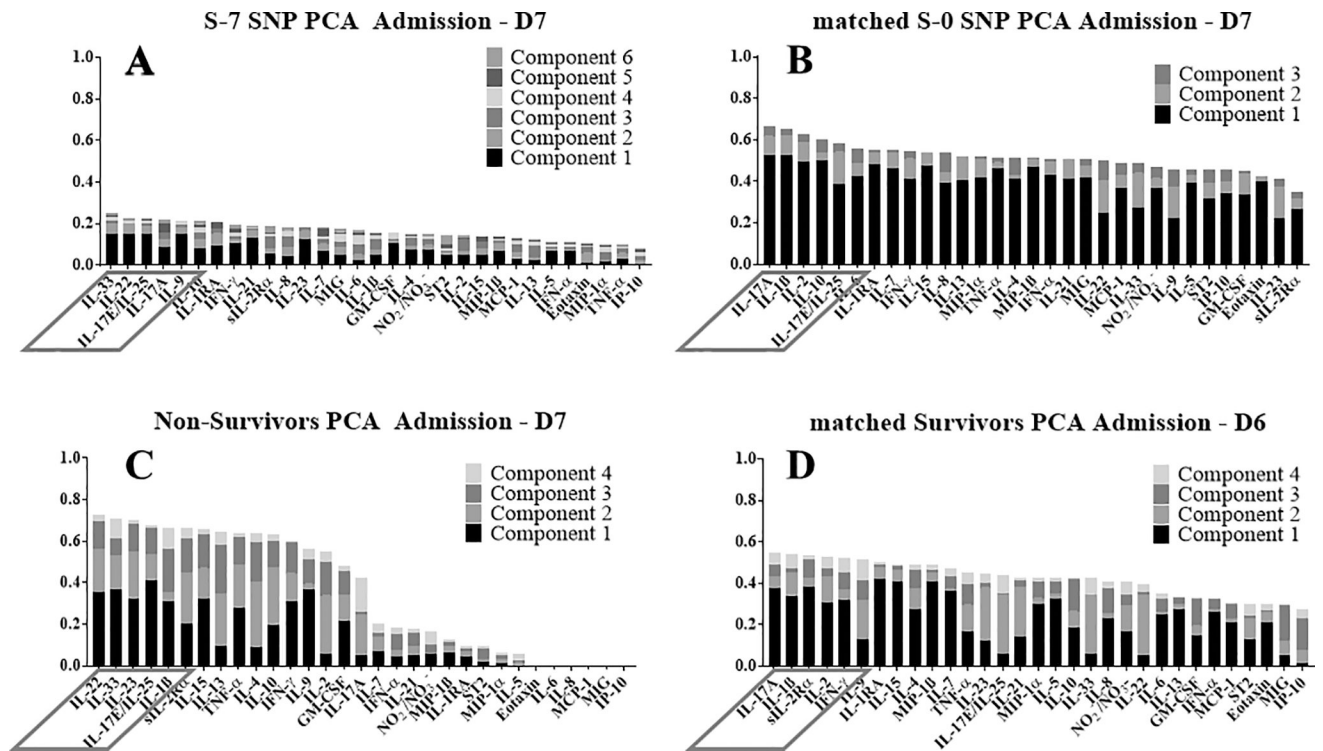 S-7 SNP PCA Admission - D7
A
Component 6
Component 5
Component 4
Component 3
Component 2
Component 1
1.0
0.8
0.6
0.4
0.2
0.0
IL-33
IL-22
IL-17E/IL-25
IL-17A
IL-9
IL-10
IL-1RA
IFN-γ
IL-21
sIL-2Rα
IL-8
IL-23
IL-7
MIG
IL-6
IL-1β
GM-CSF
IL-4
NO2-/NO3-
ST2
IL-2
IL-15
MIP-1β
MCP-1
IL-13
IL-5
Eotaxin
MIP-1α
TNF-α
IP-10
matched S-0 SNP PCA Admission - D7
B
Component 3
Component 2
Component 1
1.0
0.8
0.6
0.4
0.2
0.0
IL-17A
IL-1β
IL-2
IL-10
IL-17E/IL-25
IL-6
IL-1RA
IL-7
IFN-γ
IL-15
IL-8
IL-13
MIP-1α
TNF-α
IL-4
MIP-1β
IFN-α
IL-21
MIG
IL-22
MCP-1
IL-33
NO2-/NO3-
IL-9
IL-5
ST2
IP-10
GM-CSF
Eotaxin
IL-23
sIL-2Rα
Non-Survivors PCA Admission - D7
C
Component 4
Component 3
Component 2
Component 1
1.0
0.8
0.6
0.4
0.2
0.0
IL-22
IL-33
IL-23
IL-17E/IL-25
IL-1β
sIL-2Rα
IL-15
IL-13
TNF-α
IL-4
IL-10
IFN-γ
IL-9
IL-2
GM-CSF
IL-17A
IL-7
IFN-α
IL-21
NO2-/NO3-
MIP-1β
IL-1RA
ST2
MIP-1α
IL-5
Eotaxin
IL-6
IL-8
MCP-1
MIG
IP-10
matched Survivors PCA Admission - D6
D
Component 4
Component 3
Component 2
Component 1
1.0
0.8
0.6
0.4
0.2
0.0
IL-17A
IL-1β
sIL-2Rα
IL-2
IFN-γ
IL-9
IL-1RA
IL-15
IL-4
MIP-1β
IL-7
TNF-α
IL-23
IL-17E/IL-25
IL-21
MIP-1α
IL-5
IL-10
IL-33
IL-8
NO2-/NO3-
IL-22
IL-6
IL-13
GM-CSF
IFN-α
MCP-1
ST2
Eotaxin
MIG
IP-10